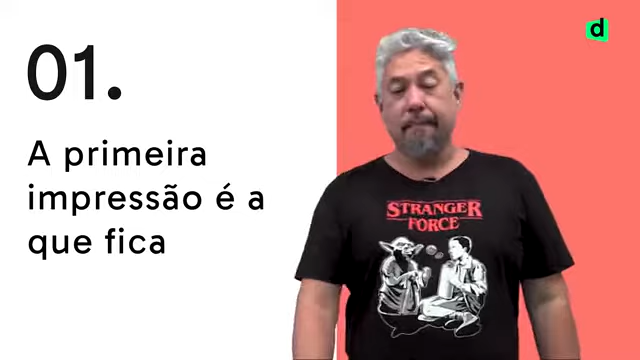 01.
A primeira
impressão é a
que fica
d
STRANGER
FORCE